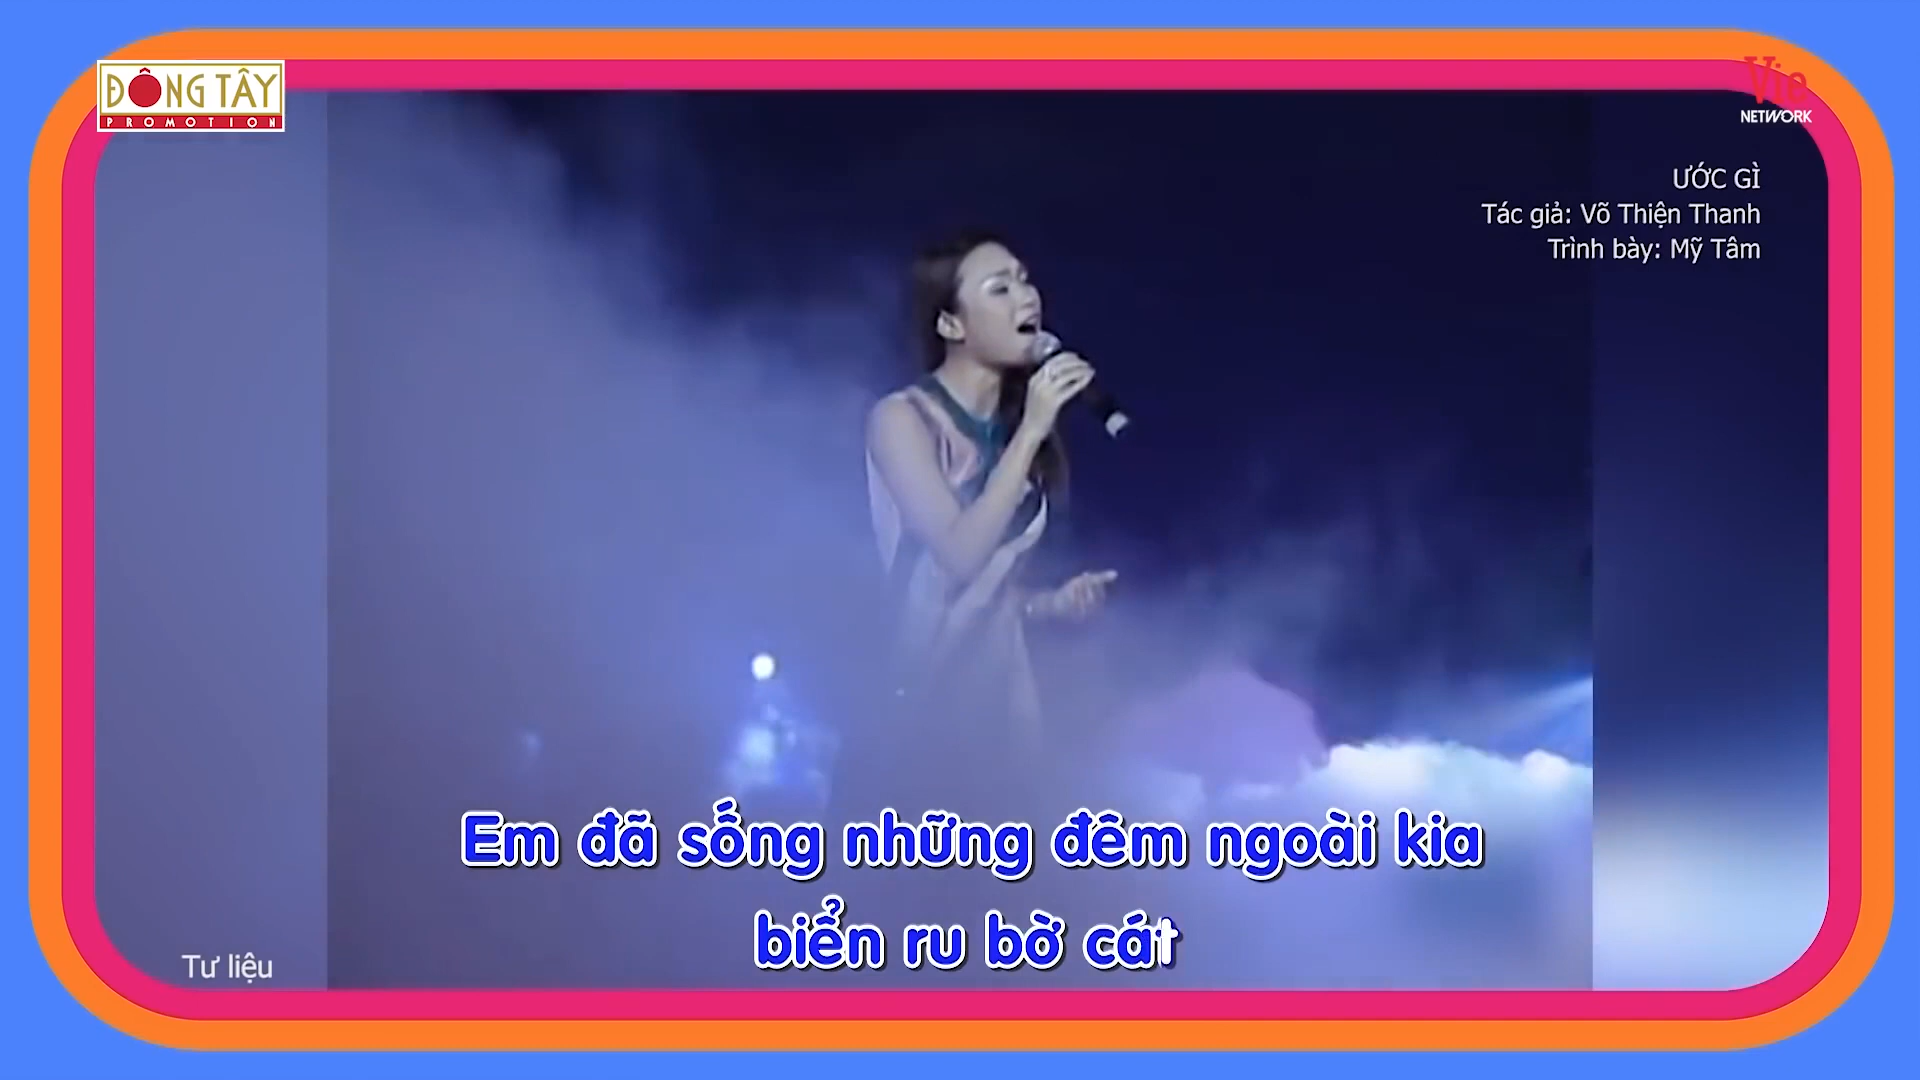 ĐÔNG TÂY
PROMOTION
Vie
NETWORK
ƯỚC GÌ
Tác giả: Võ Thiện Thanh
Trình bày: Mỹ Tâm
Em đã sống những đêm ngoài kia
biển ru bờ cát
Tư liệu